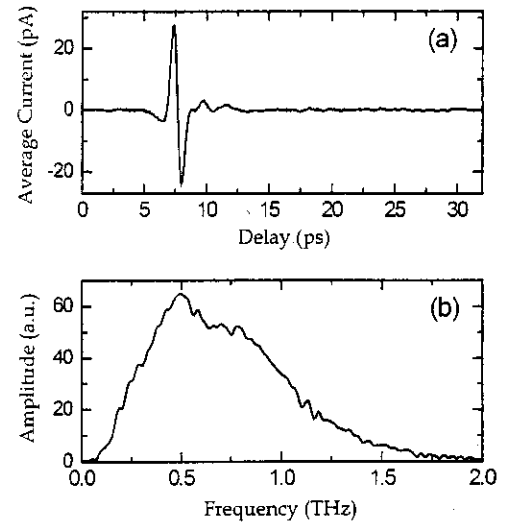 (a)
Average Current (pA)
20
0
-20
0 5 10 15 20 25 30
Delay (ps)
(b)
Amplitude (a.u.)
60
40
20
0
0.0 0.5 1.0 1.5 2.0
Frequency (THz)